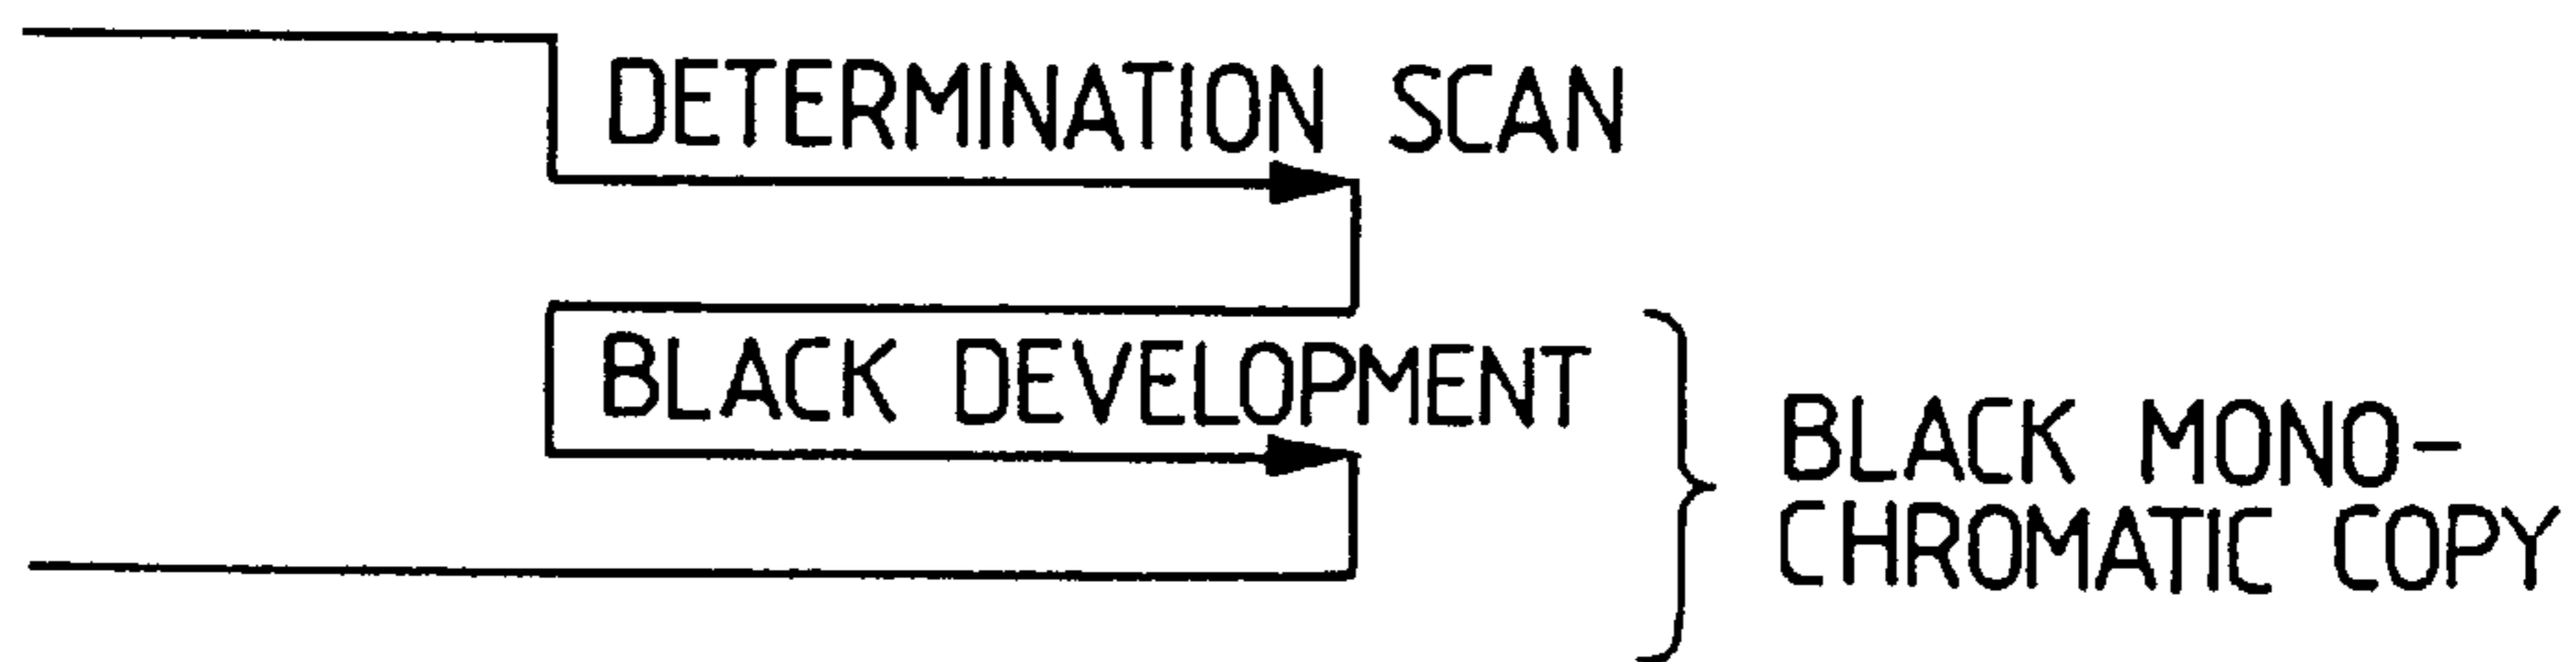 DETERMINATION SCAN
BLACK DEVELOPMENT
BLACK MONO-
CHROMATIC COPY